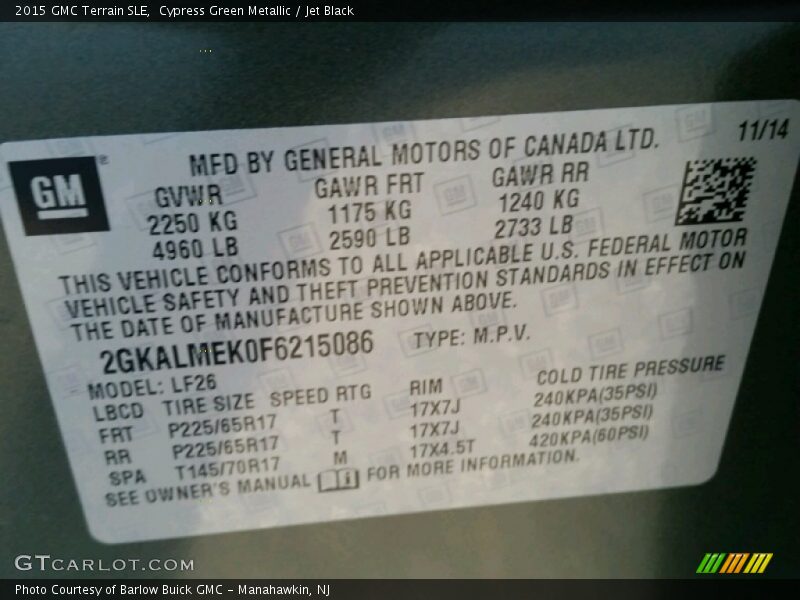 2015 GMC Terrain SLE,  Cypress Green Metallic / Jet Black
11/14
GM®
MFD BY GENERAL MOTORS OF CANADA LTD.
GVWR GAWR FRT GAWR RR
2250 KG 1175 KG 1240 KG
4960 LB 2590 LB 2733 LB
THIS VEHICLE CONFORMS TO ALL APPLICABLE U.S. FEDERAL MOTOR
VEHICLE SAFETY AND THEFT PREVENTION STANDARDS IN EFFECT ON
THE DATE OF MANUFACTURE SHOWN ABOVE.
2GKALMEK0F6215086 TYPE: M.P.V.
MODEL: LF26
LBCD TIRE SIZE SPEED RTG RIM COLD TIRE PRESSURE
FRT P225/65R17 T 17X7J 240KPA(35PSI)
RR P225/65R17 T 17X7J 240KPA(35PSI)
SPA T145/70R17 M 17X4.5T 420KPA(60PSI)
SEE OWNER'S MANUAL FOR MORE INFORMATION.
GTCARLOT.COM
Photo Courtesy of Barlow Buick GMC - Manahawkin, NJ